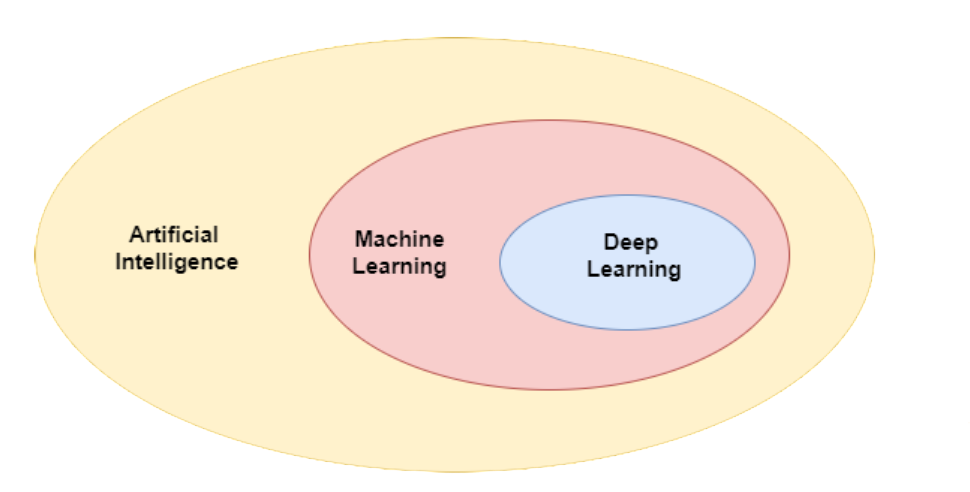 Artificial
Intelligence
Machine
Learning
Deep
Learning